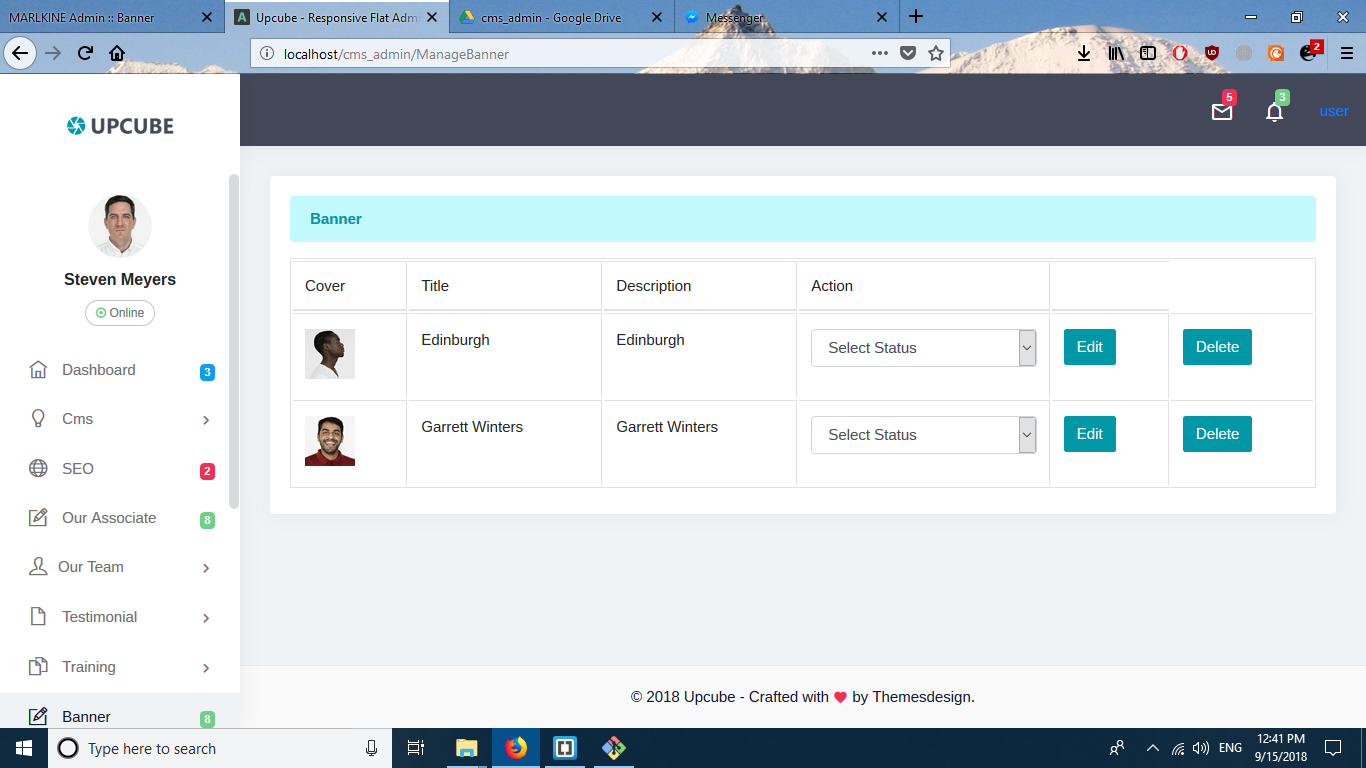 MARLKINE Admin :: Banner
Upcube - Responsive Flat Adm
cms_admin - Google Drive
Messenger
localhost/cms_admin/ManageBanner
2
UPCUBE
5
3
user
Steven Meyers
Online
Dashboard 3
Cms
SEO 2
Our Associate 8
Our Team
Testimonial
Training
Banner 8
Banner
Cover Title Description Action
Edinburgh Edinburgh Select Status Edit Delete
Garrett Winters Garrett Winters Select Status Edit Delete
© 2018 Upcube - Crafted with by Themesdesign.
Type here to search
ENG
12:41 PM
9/15/2018